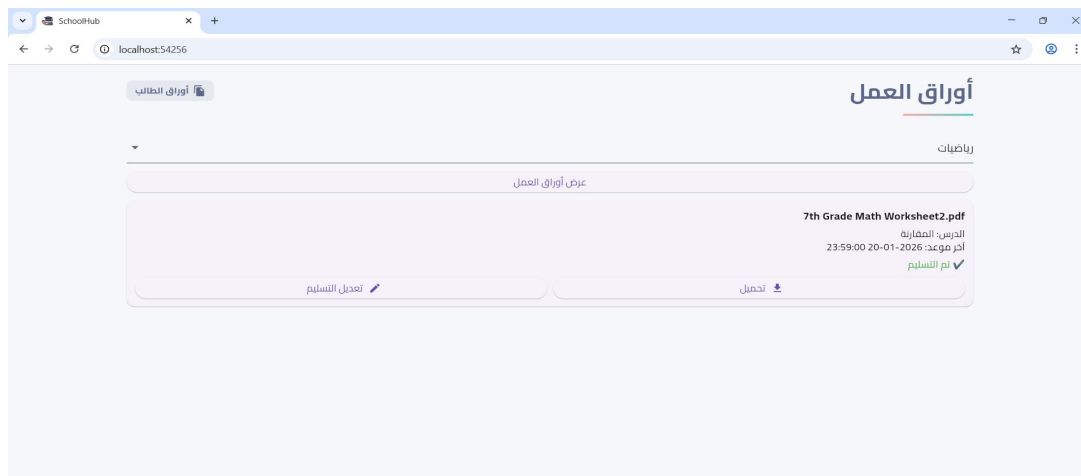 SchoolHub
localhost:54256
أوراق العمل
أوراق الطالب
رياضيات
عرض أوراق العمل
7th Grade Math Worksheet2.pdf
الدرس: المقارنة
آخر موعد: 2026-01-20 23:59:00
✔ تم التسليم
تحميل
تعديل التسليم